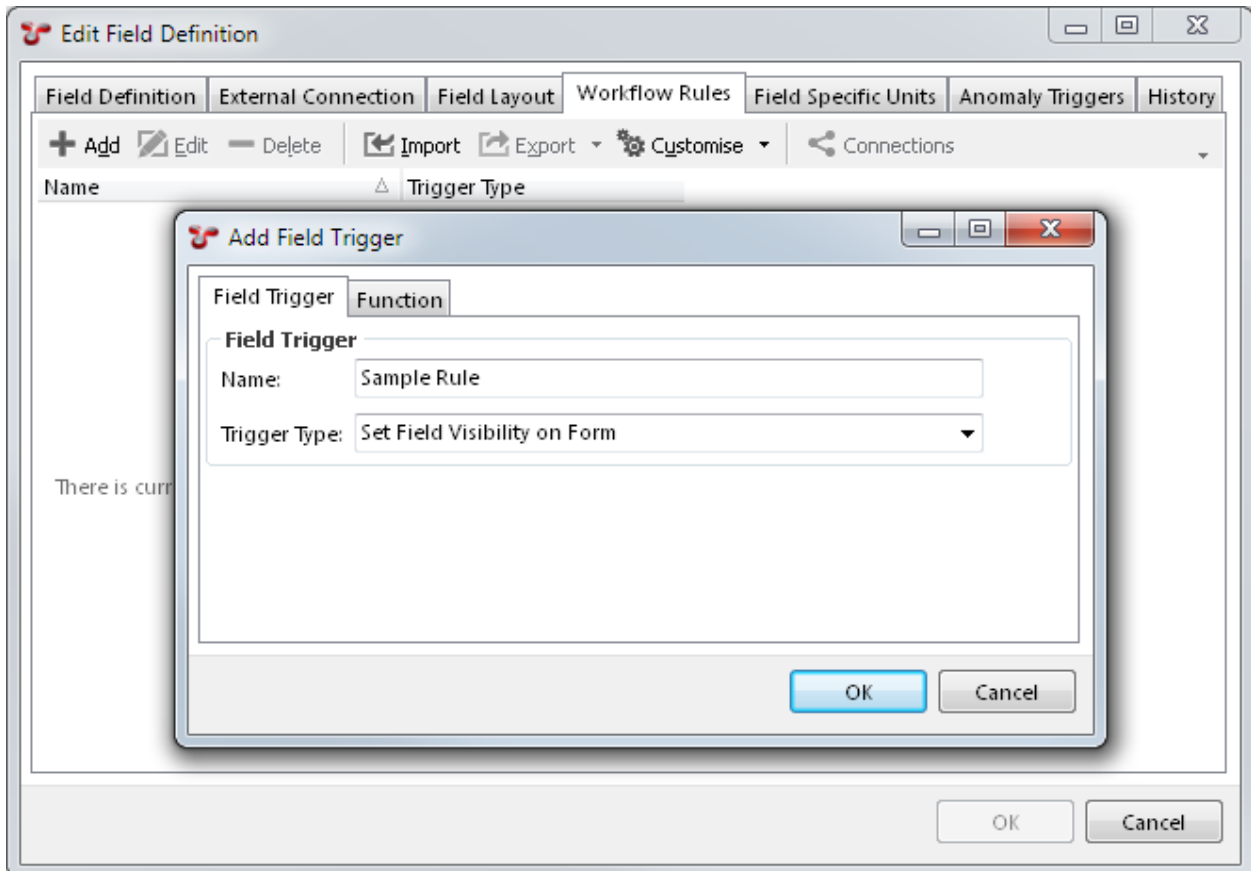 Edit Field Definition
Field Definition External Connection Field Layout Workflow Rules Field Specific Units Anomaly Triggers History
Add Edit Delete Import Export Customise Connections
Name Trigger Type
Add Field Trigger
Field Trigger Function
Field Trigger
Name: Sample Rule
Trigger Type: Set Field Visibility on Form
There is curr
OK Cancel
OK Cancel